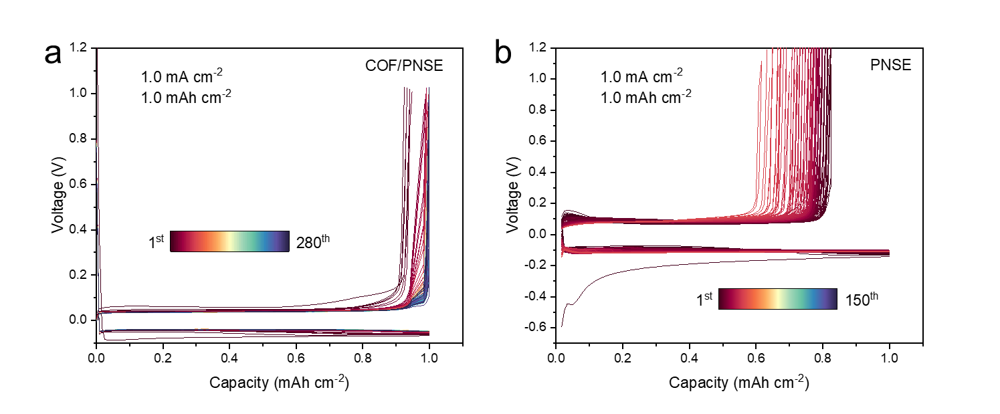 a
COF/PNSE
1.0 mA cm-2
1.0 mAh cm-2
1st
280th
Voltage (V)
1.2
1.0
0.8
0.6
0.4
0.2
0.0
0.0 0.2 0.4 0.6 0.8 1.0
Capacity (mAh cm-2)
b
PNSE
1.0 mA cm-2
1.0 mAh cm-2
1st
150th
Voltage (V)
1.2
1.0
0.8
0.6
0.4
0.2
0.0
-0.2
-0.4
-0.6
0.0 0.2 0.4 0.6 0.8 1.0
Capacity (mAh cm-2)